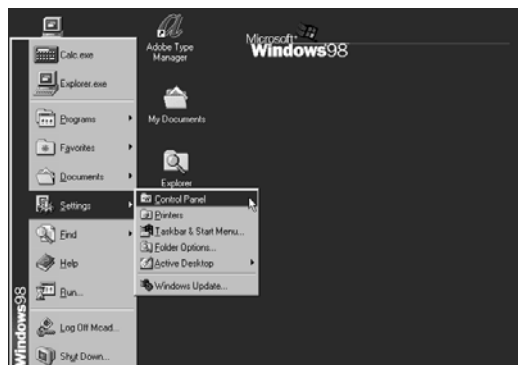 Calc.exe
Explorer.exe
Programs
Favorites
Documents
Settings
Find
Help
Run...
Log Off Mcad...
Shut Down...
Windows98
Adobe Type
Manager
My Documents
Explorer
Control Panel
Printers
Taskbar & Start Menu...
Folder Options...
Active Desktop
Windows Update...
Microsoft
Windows98